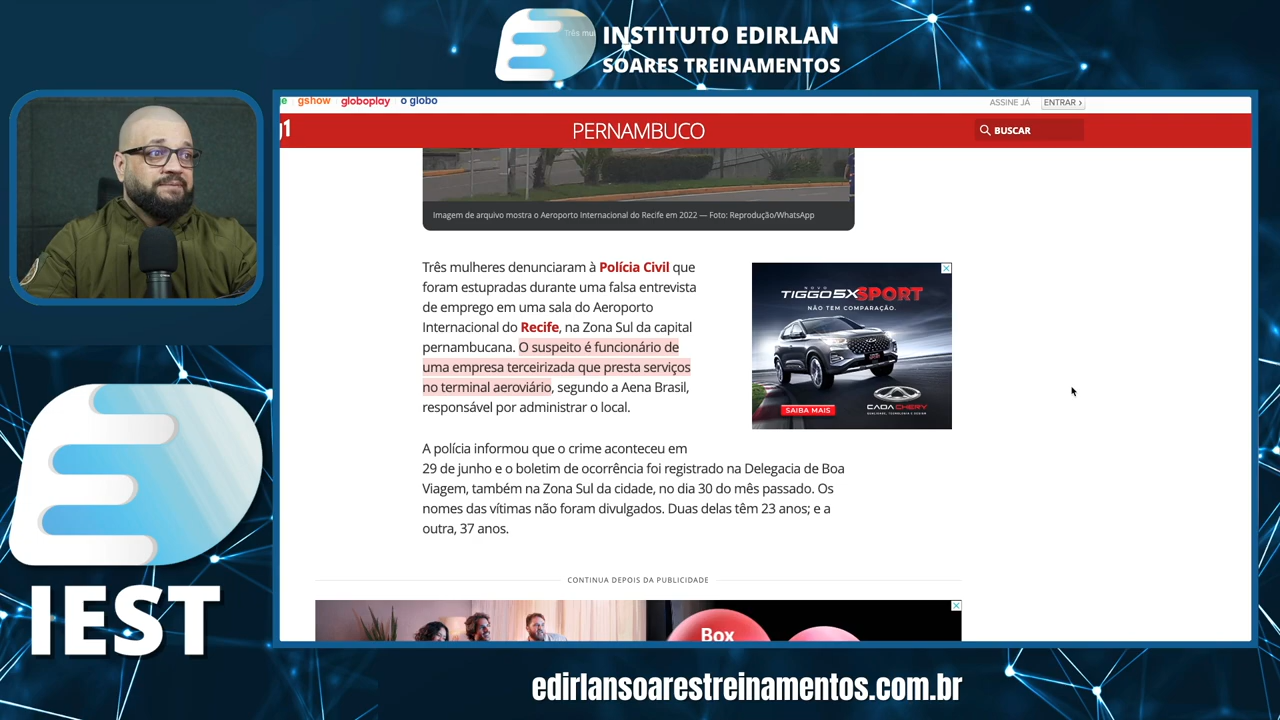 Três mul
INSTITUTO EDIRLAN
SOARES TREINAMENTOS
gshow globoplay o globo
ASSINE JÁ ENTRAR ›
g1
PERNAMBUCO
BUSCAR
Imagem de arquivo mostra o Aeroporto Internacional do Recife em 2022 — Foto: Reprodução/WhatsApp
Três mulheres denunciaram à Polícia Civil que
foram estupradas durante uma falsa entrevista
de emprego em uma sala do Aeroporto
Internacional do Recife, na Zona Sul da capital
pernambucana. O suspeito é funcionário de
uma empresa terceirizada que presta serviços
no terminal aeroviário, segundo a Aena Brasil,
responsável por administrar o local.
NOVO
TIGGO 5X SPORT
NÃO TEM COMPARAÇÃO.
SAIBA MAIS
CAOA CHERY
A polícia informou que o crime aconteceu em
29 de junho e o boletim de ocorrência foi registrado na Delegacia de Boa
Viagem, também na Zona Sul da cidade, no dia 30 do mês passado. Os
nomes das vítimas não foram divulgados. Duas delas têm 23 anos; e a
outra, 37 anos.
CONTINUA DEPOIS DA PUBLICIDADE
Box
IEST
edirlansoarestreinamentos.com.br